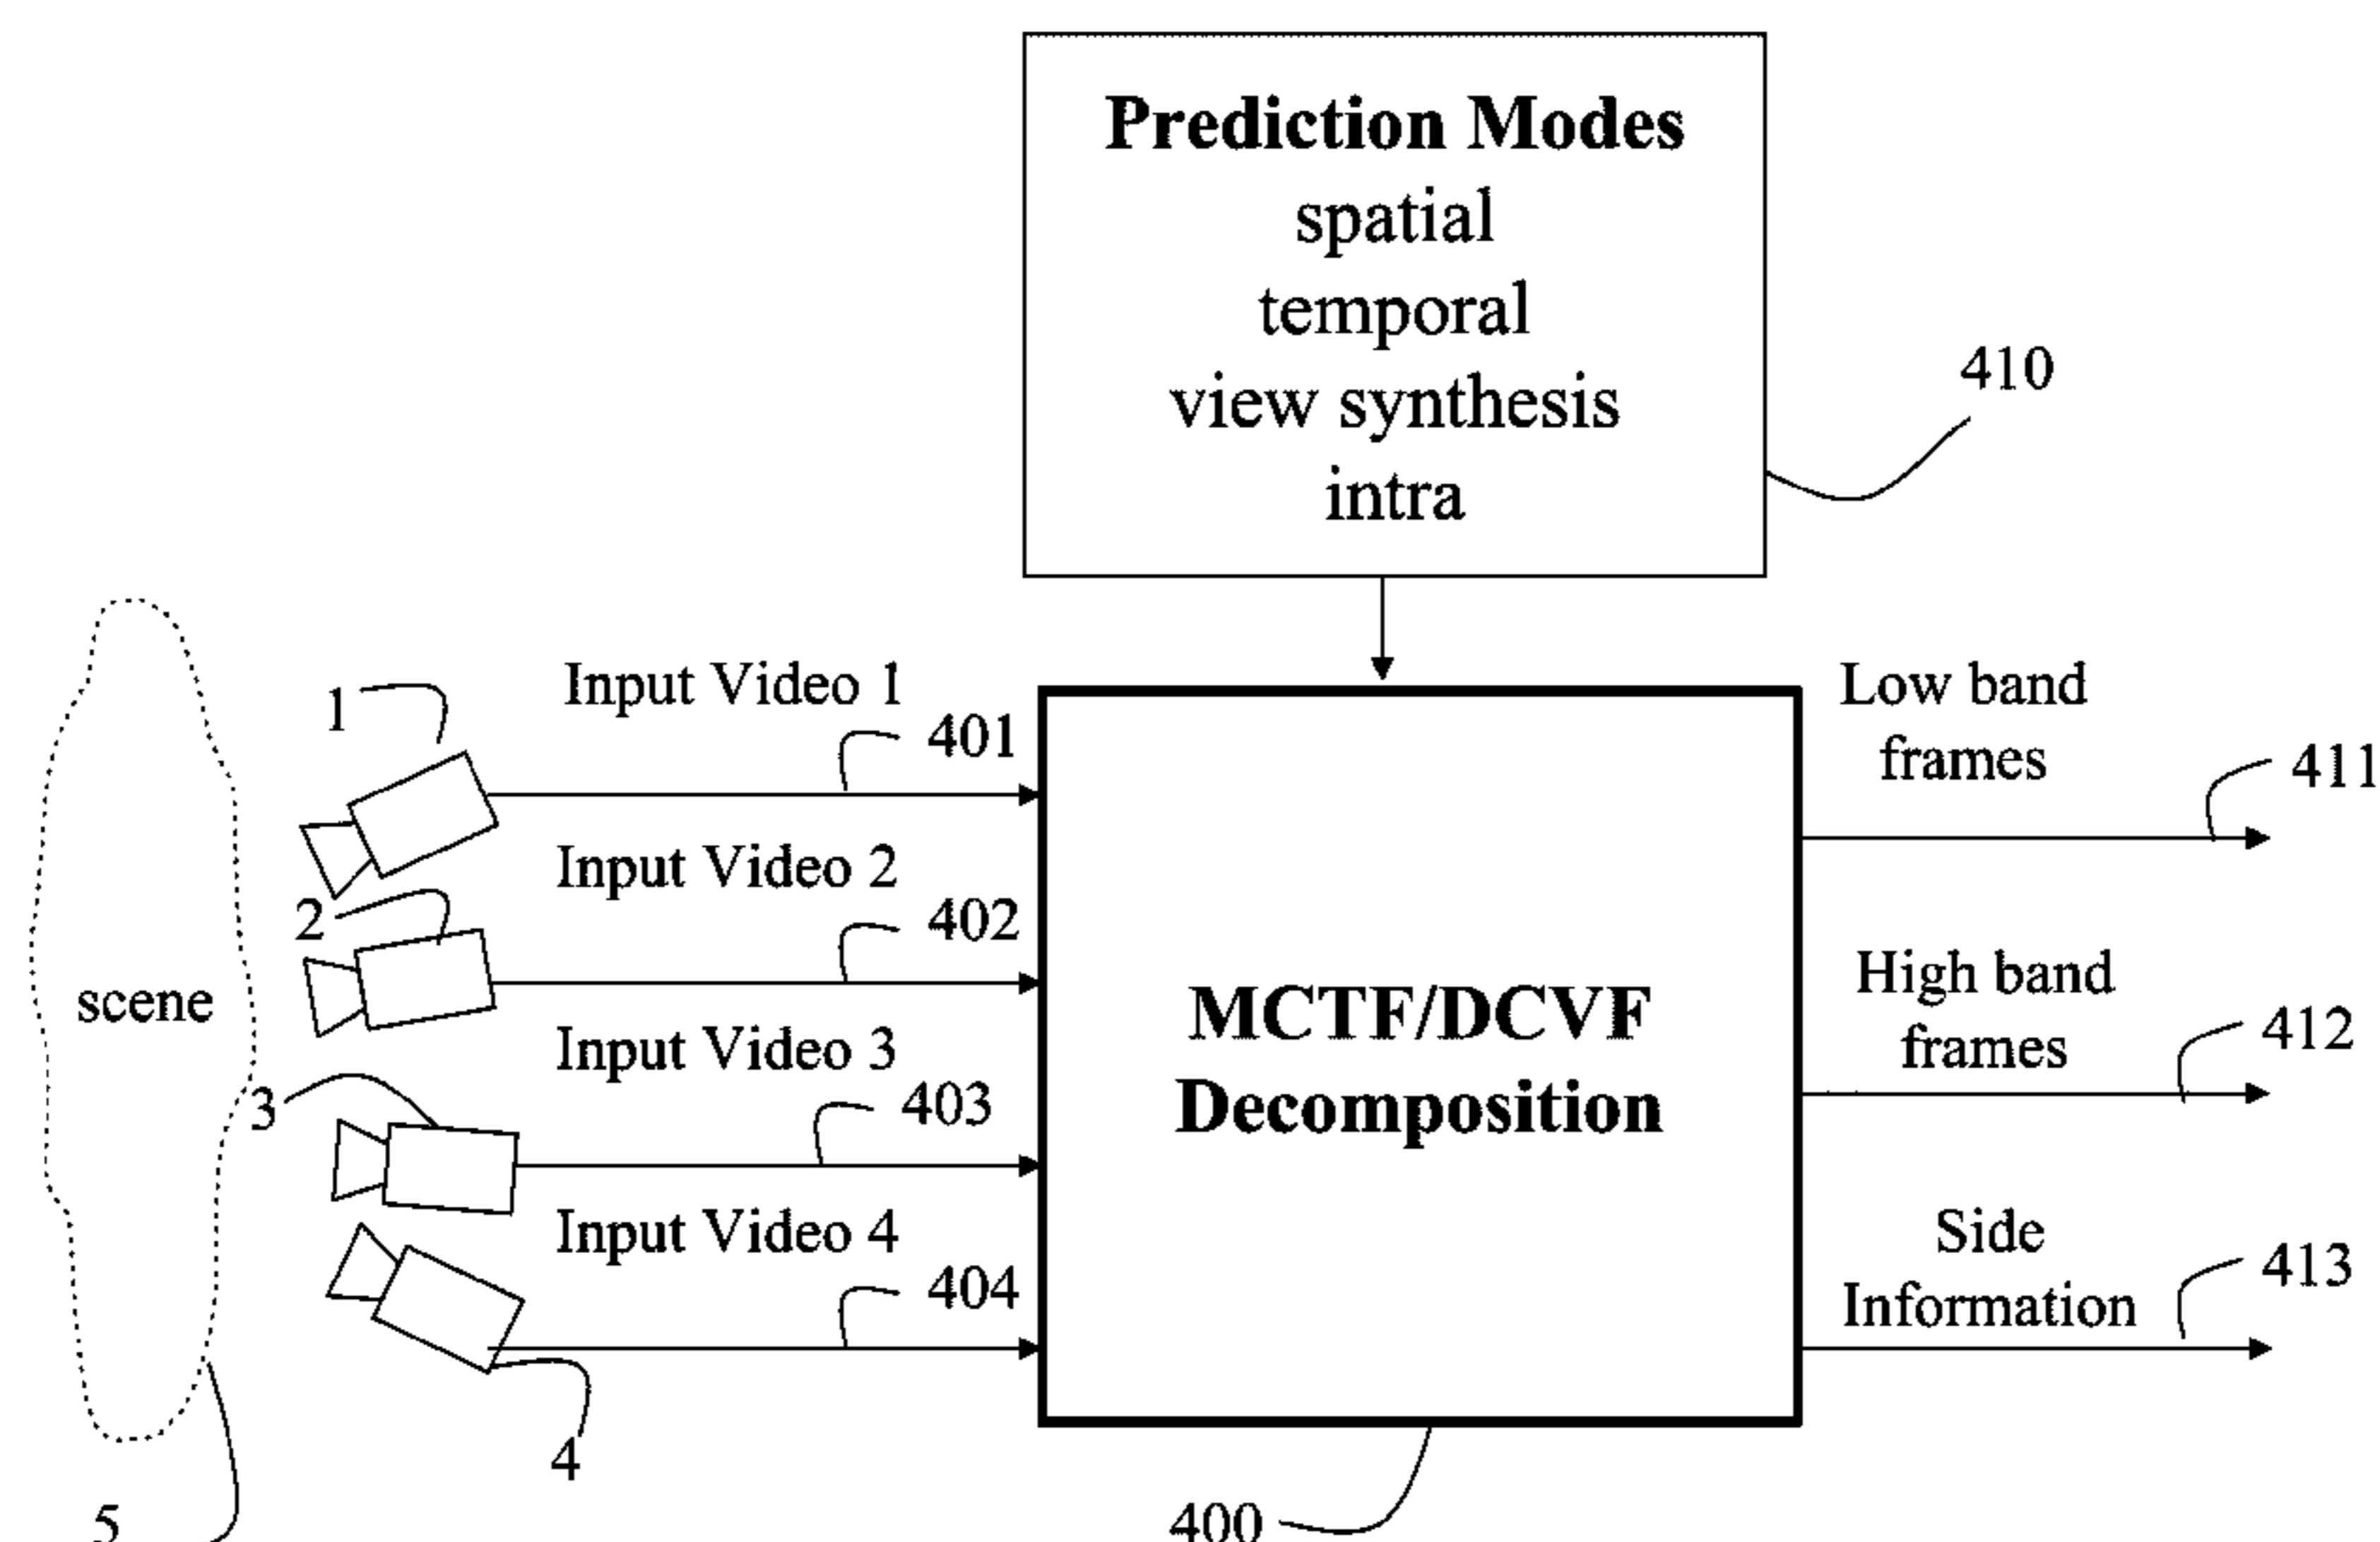 Prediction Modes
spatial
temporal
view synthesis
intra
410
Input Video 1
1
401
Input Video 2
2
402
scene
Input Video 3
3
403
Input Video 4
404
4
5
MCTF/DCVF
Decomposition
400
Low band
frames
411
High band
frames
412
Side
Information
413